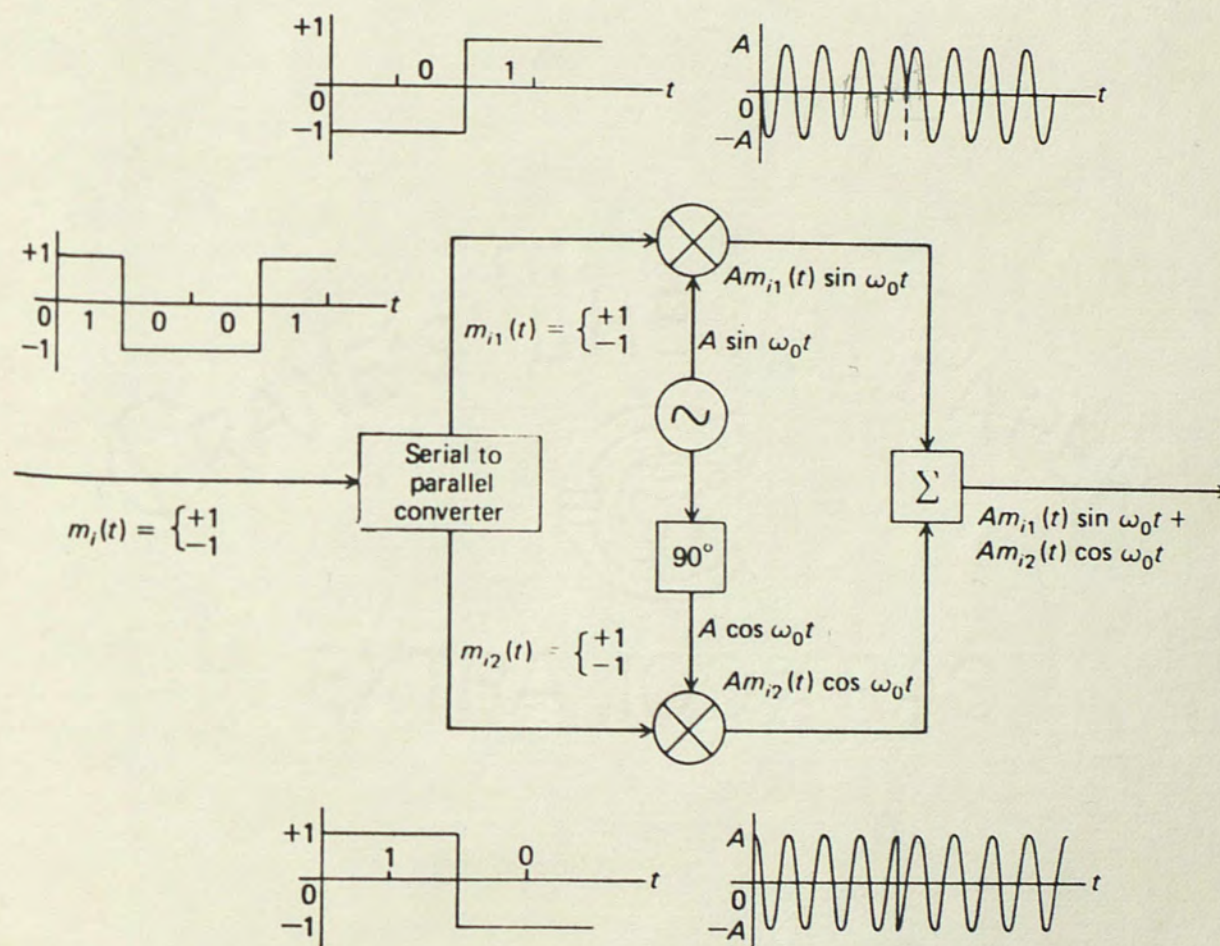 +1
0 1
0
t
−1
A
0
t
−A
+1
0
1 0 0 1
t
−1
m_{i1}(t) = { +1
−1
Am_{i1}(t) sin ω_0t
A sin ω_0t
Serial to
parallel
converter
m_i(t) = { +1
−1
90°
Σ
Am_{i1}(t) sin ω_0t +
Am_{i2}(t) cos ω_0t
m_{i2}(t) = { +1
−1
A cos ω_0t
Am_{i2}(t) cos ω_0t
+1
1 0
0
t
−1
A
0
t
−A